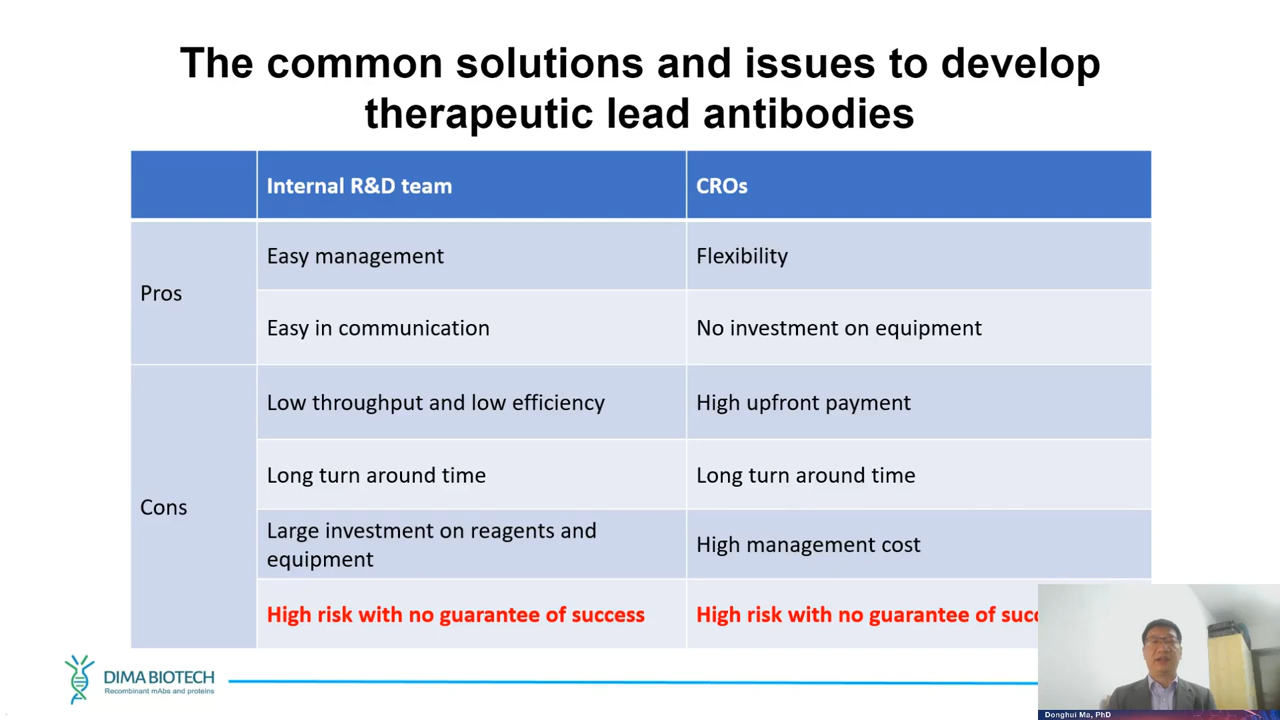 The common solutions and issues to develop
therapeutic lead antibodies
Internal R&D team
CROs
Pros
Easy management
Flexibility
Easy in communication
No investment on equipment
Cons
Low throughput and low efficiency
High upfront payment
Long turn around time
Long turn around time
Large investment on reagents and
equipment
High management cost
High risk with no guarantee of success
High risk with no guarantee of
DIMA BIOTECH
Recombinant mAbs and proteins
Donghui Ma, PhD